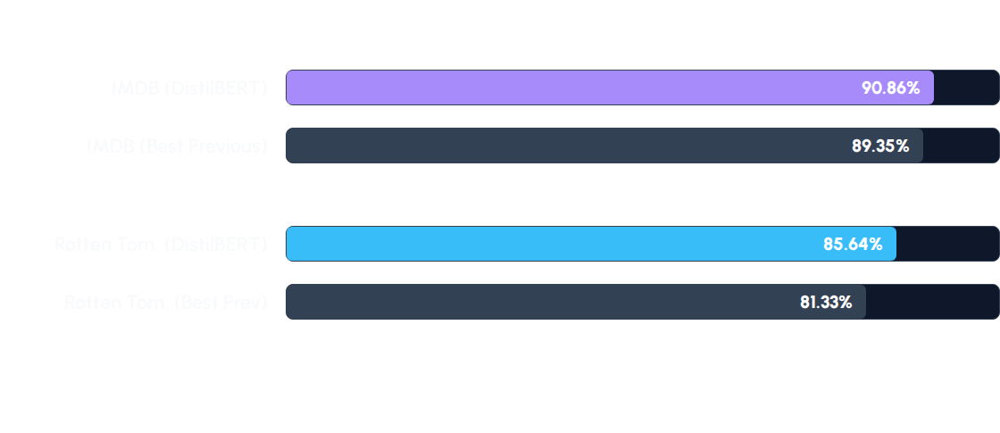 IMDB (DistilBERT) 90.86%
IMDB (Best Previous) 89.35%
Rotten Tom. (DistilBERT) 85.64%
Rotten Tom. (Best Prev) 81.33%